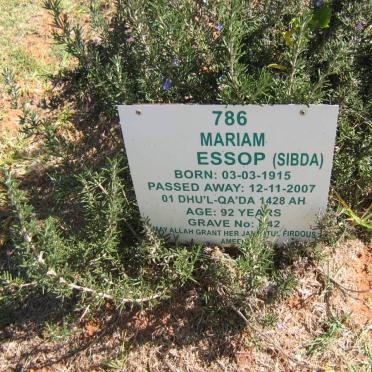 786
MARIAM
ESSOP (SIBDA)
BORN: 03-03-1915
PASSED AWAY: 12-11-2007
01 DHU'L-QA'DA 1428 AH
AGE: 92 YEARS
GRAVE No: 42
MAY ALLAH GRANT HER FIRDOUS